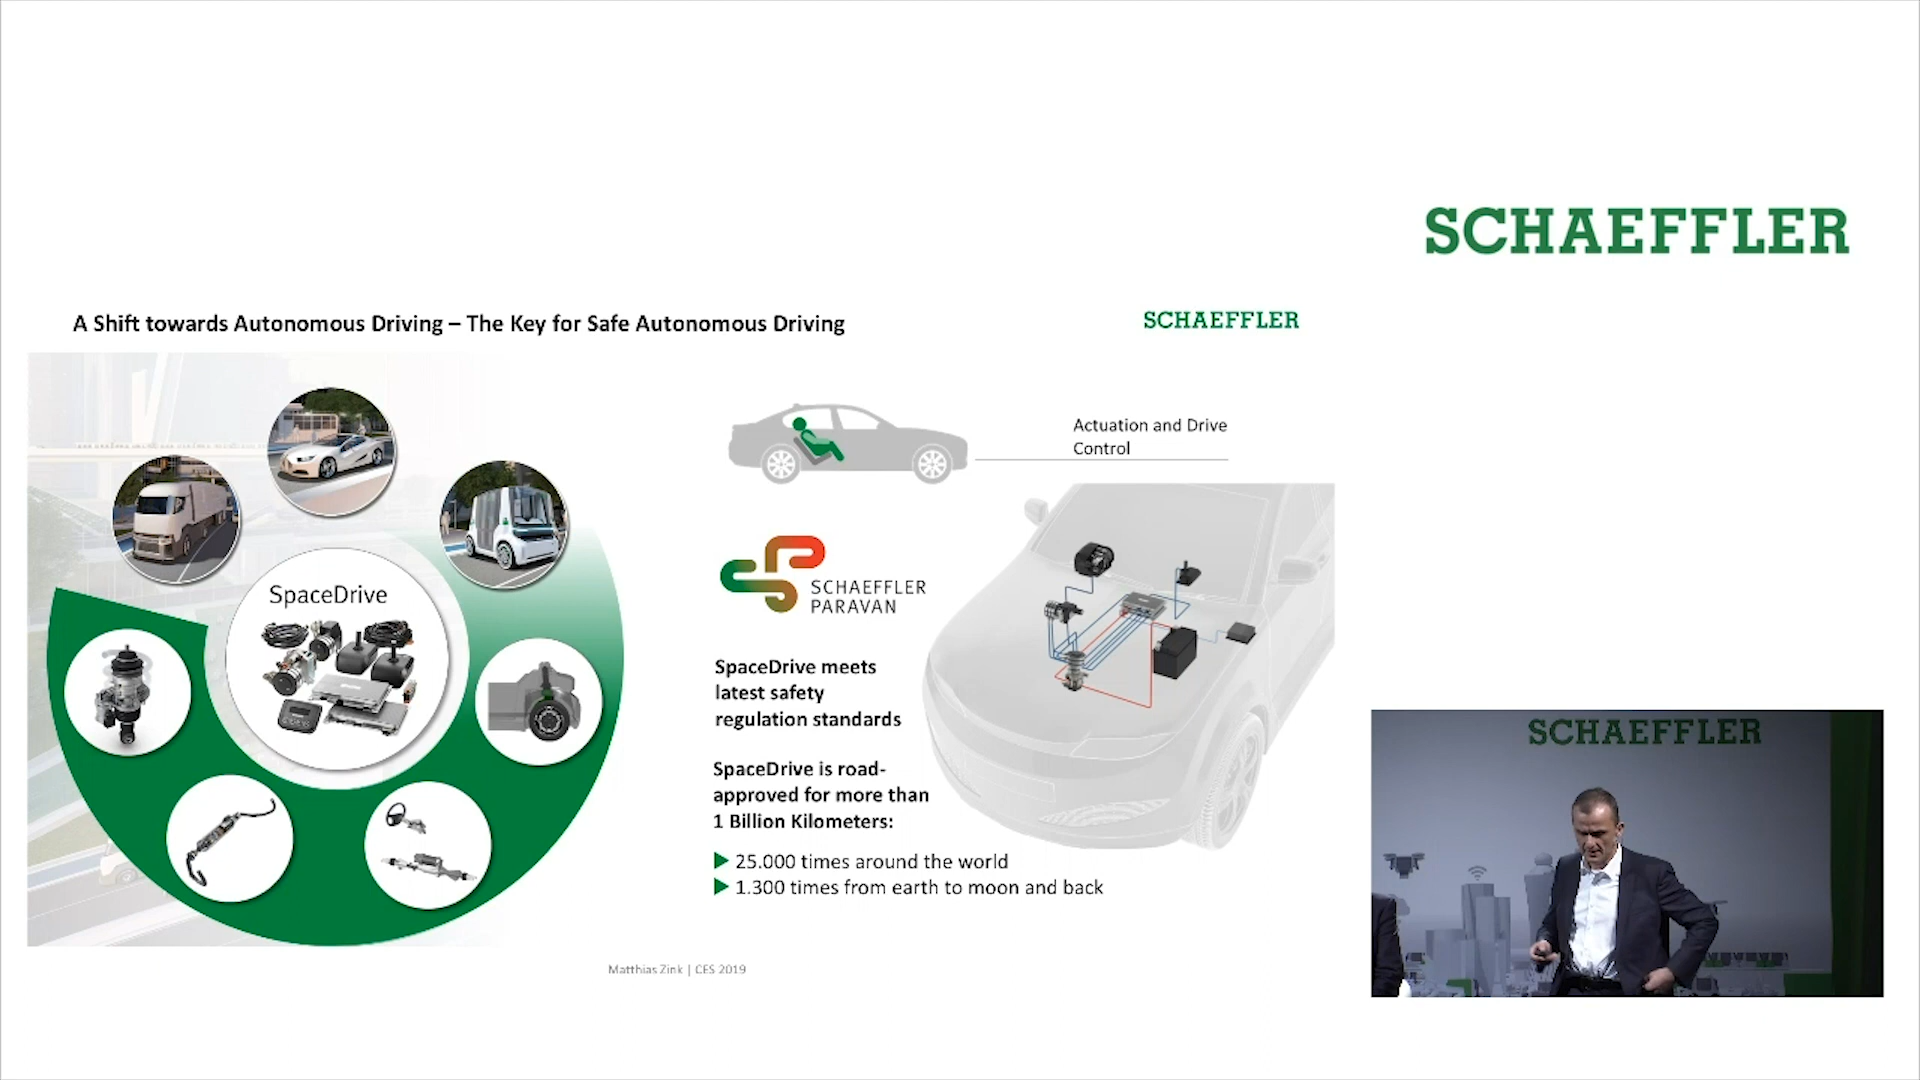 SCHAEFFLER
A Shift towards Autonomous Driving – The Key for Safe Autonomous Driving
SCHAEFFLER
Actuation and Drive
Control
SpaceDrive
SCHAEFFLER
PARAVAN
SpaceDrive meets
latest safety
regulation standards
SpaceDrive is road-
approved for more than
1 Billion Kilometers:
25.000 times around the world
1.300 times from earth to moon and back
Matthias Zink | CES 2019
SCHAEFFLER